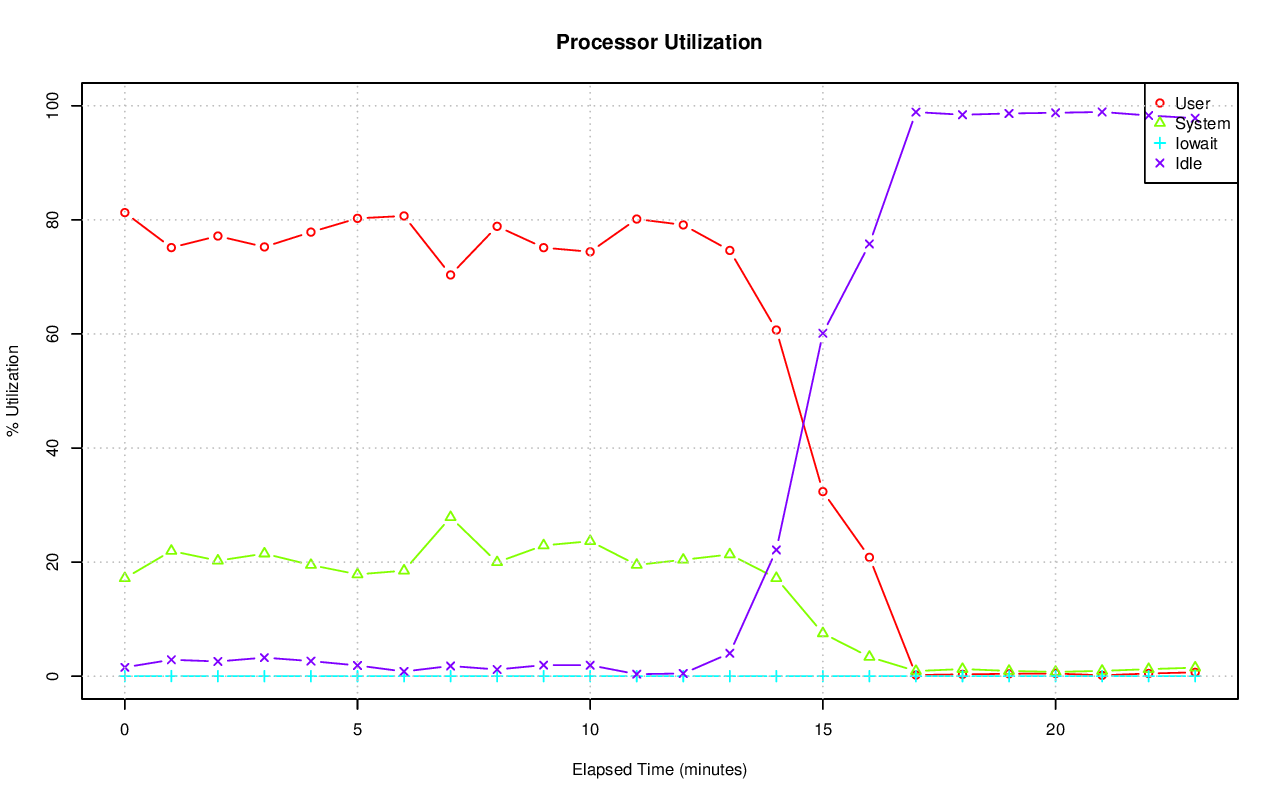 Processor Utilization
% Utilization
100
80
60
40
20
0
User
System
Iowait
Idle
0 5 10 15 20
Elapsed Time (minutes)